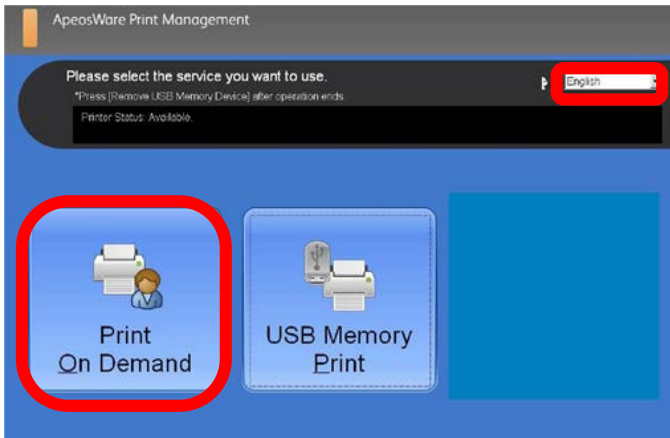 ApeosWare Print Management
Please select the service you want to use.
*Press [Remove USB Memory Device] after operation ends.
English
Printer Status: Available.
Print
On Demand
USB Memory
Print